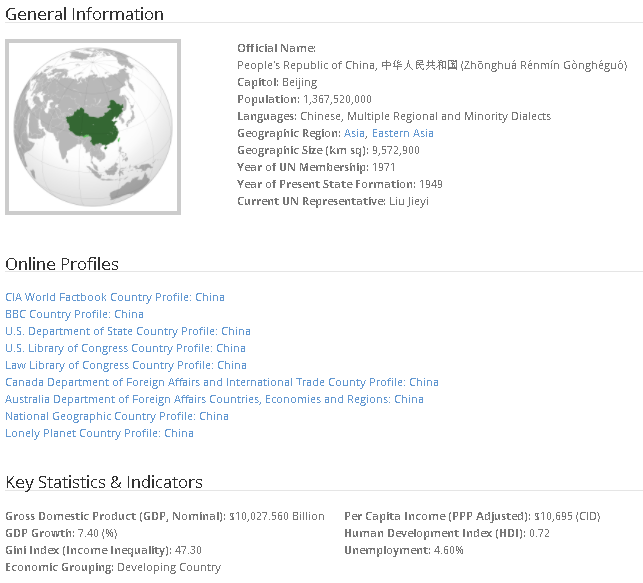 General Information
Official Name:
People's Republic of China, 中华人民共和国 (Zhōnghuá Rénmín Gònghéguó)
Capitol: Beijing
Population: 1,367,520,000
Languages: Chinese, Multiple Regional and Minority Dialects
Geographic Region: Asia, Eastern Asia
Geographic Size (km sq): 9,572,900
Year of UN Membership: 1971
Year of Present State Formation: 1949
Current UN Representative: Liu Jieyi
Online Profiles
CIA World Factbook Country Profile: China
BBC Country Profile: China
U.S. Department of State Country Profile: China
U.S. Library of Congress Country Profile: China
Law Library of Congress Country Profile: China
Canada Department of Foreign Affairs and International Trade County Profile: China
Australia Department of Foreign Affairs Countries, Economies and Regions: China
National Geographic Country Profile: China
Lonely Planet Country Profile: China
Key Statistics & Indicators
Gross Domestic Product (GDP, Nominal): $10,027.560 Billion
GDP Growth: 7.40 (%)
Gini Index (Income Inequality): 47.30
Economic Grouping: Developing Country
Per Capita Income (PPP Adjusted): $10,695 (CID)
Human Development Index (HDI): 0.72
Unemployment: 4.60%